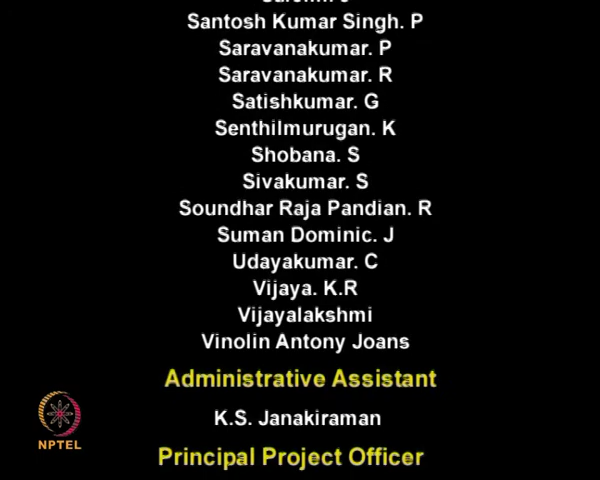 Santosh Kumar Singh. P
Saravanakumar. P
Saravanakumar. R
Satishkumar. G
Senthilmurugan. K
Shobana. S
Sivakumar. S
Soundhar Raja Pandian. R
Suman Dominic. J
Udayakumar. C
Vijaya. K.R
Vijayalakshmi
Vinolin Antony Joans
Administrative Assistant
K.S. Janakiraman
NPTEL
Principal Project Officer